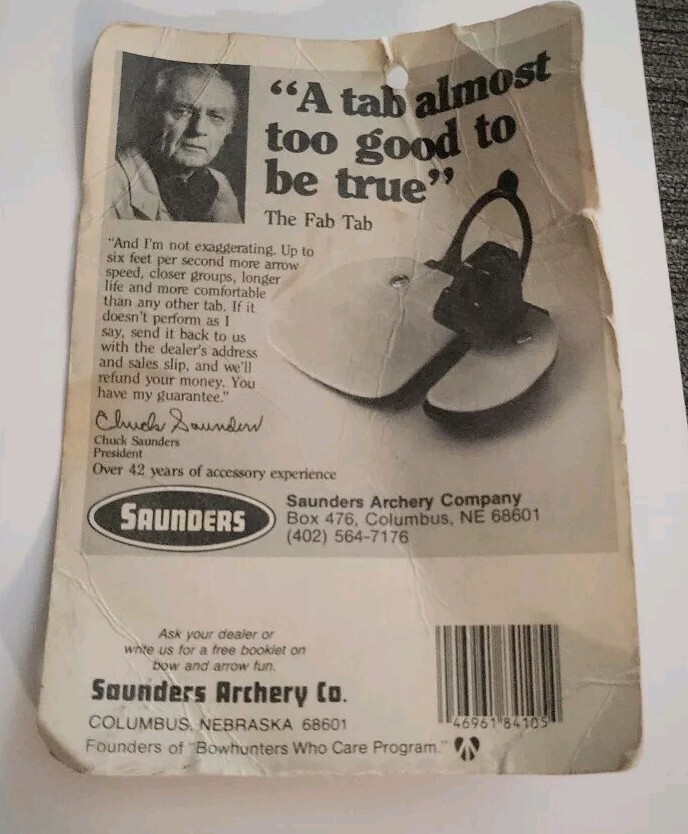 “A tab almost
too good to
be true”
The Fab Tab
“And I'm not exaggerating. Up to
six feet per second more arrow
speed, closer groups, longer
life and more comfortable
than any other tab. If it
doesn't perform as I
say, send it back to us
with the dealer's address
and sales slip, and we'll
refund your money. You
have my guarantee.”
Chuck Saunders
Chuck Saunders
President
Over 42 years of accessory experience
SAUNDERS
Saunders Archery Company
Box 476, Columbus, NE 68601
(402) 564-7176
Ask your dealer or
write us for a free booklet on
bow and arrow fun.
Saunders Archery Co.
COLUMBUS, NEBRASKA 68601
Founders of "Bowhunters Who Care Program."
46961 84105